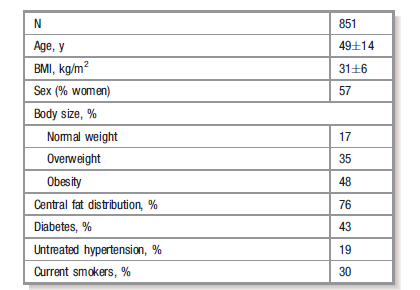 N 851
Age, y 49±14
BMI, kg/m² 31±6
Sex (% women) 57
Body size, %
Normal weight 17
Overweight 35
Obesity 48
Central fat distribution, % 76
Diabetes, % 43
Untreated hypertension, % 19
Current smokers, % 30